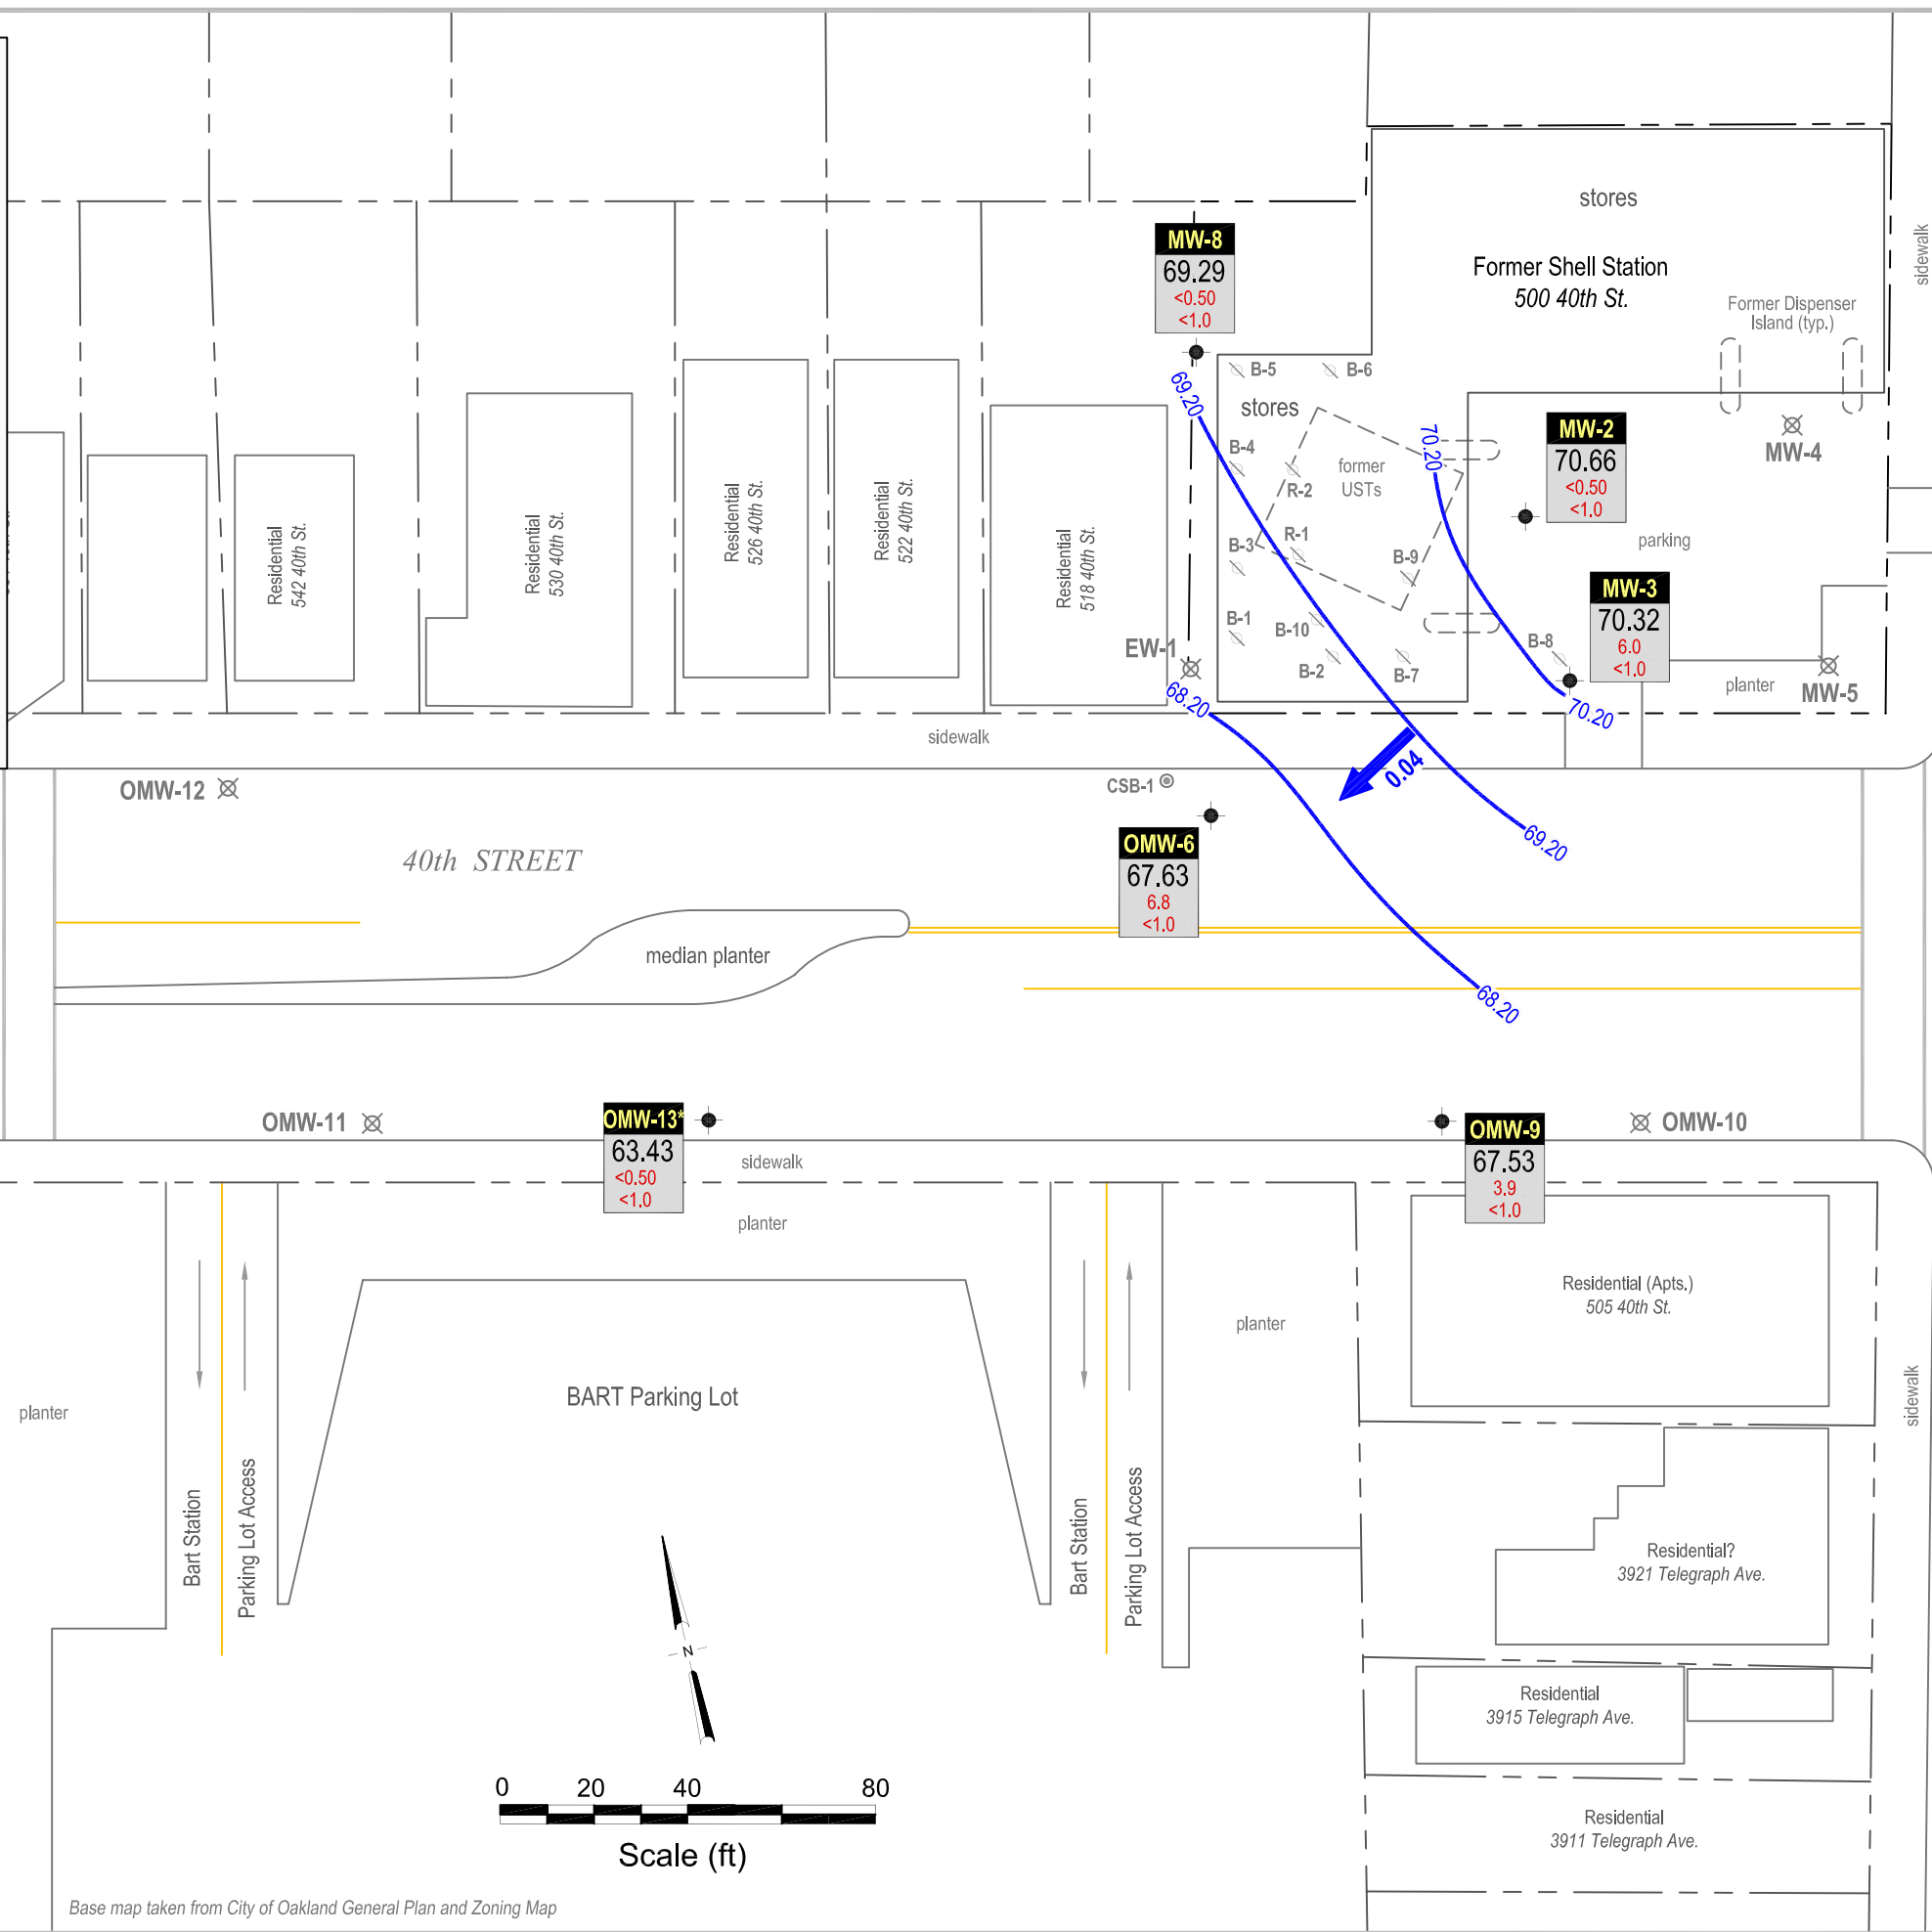 stores
Former Shell Station
500 40th St.
Former Dispenser
Island (typ.)
sidewalk
MW-8
69.29
<0.50
<1.0
B-5
B-6
stores
69.20
70.20
MW-2
70.66
<0.50
<1.0
MW-4
B-4
R-2
former
USTs
parking
B-3
R-1
B-9
MW-3
70.32
6.0
<1.0
B-1
B-10
B-2
B-7
B-8
EW-1
planter
MW-5
Residential
542 40th St.
Residential
530 40th St.
Residential
526 40th St.
Residential
522 40th St.
Residential
518 40th St.
68.20
70.20
sidewalk
0.04
OMW-12
CSB-1
40th STREET
OMW-6
67.63
6.8
<1.0
69.20
median planter
68.20
OMW-11
OMW-13*
63.43
<0.50
<1.0
sidewalk
OMW-9
67.53
3.9
<1.0
OMW-10
planter
Residential (Apts.)
505 40th St.
planter
BART Parking Lot
planter
sidewalk
Bart Station
Parking Lot Access
Bart Station
Parking Lot Access
Residential?
3921 Telegraph Ave.
N
Residential
3915 Telegraph Ave.
0 20 40 80
Scale (ft)
Residential
3911 Telegraph Ave.
Base map taken from City of Oakland General Plan and Zoning Map